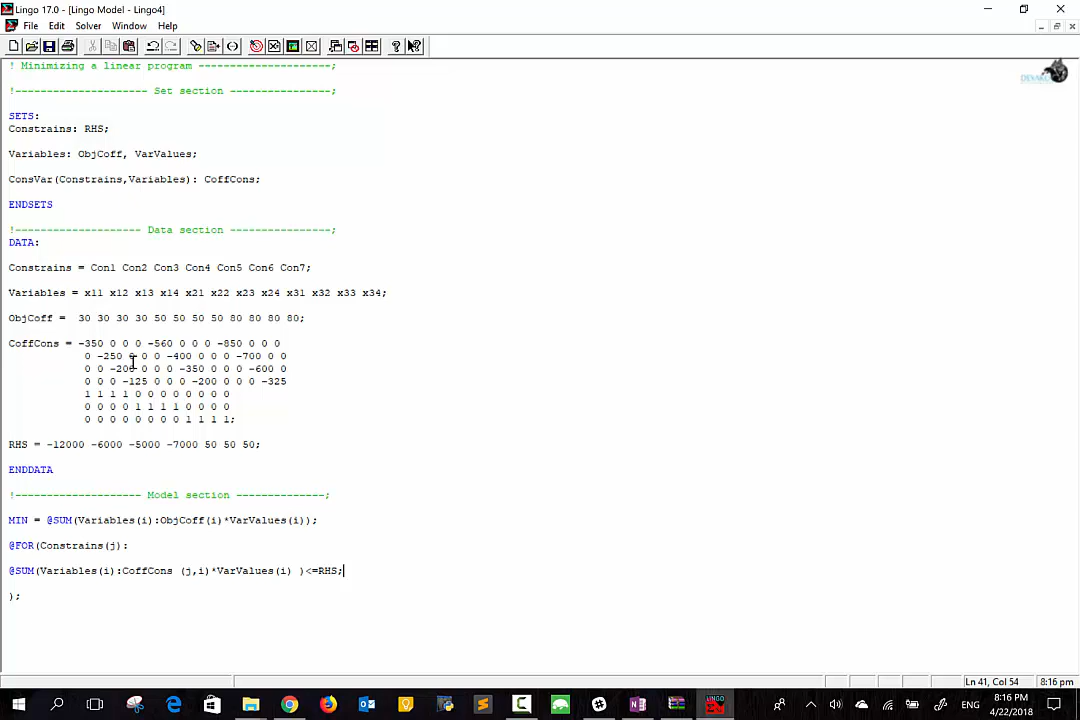 Lingo 17.0 - [Lingo Model - Lingo4]
File Edit Solver Window Help
! Minimizing a linear program ---------------------;
!--------------------- Set section ----------------;
SETS:
Constrains: RHS;
Variables: ObjCoff, VarValues;
ConsVar(Constrains,Variables): CoffCons;
ENDSETS
!-------------------- Data section ----------------;
DATA:
Constrains = Con1 Con2 Con3 Con4 Con5 Con6 Con7;
Variables = x11 x12 x13 x14 x21 x22 x23 x24 x31 x32 x33 x34;
ObjCoff =  30 30 30 30 50 50 50 50 80 80 80 80;
CoffCons = -350 0 0 0 -560 0 0 0 -850 0 0 0
0 -250 0 0 0 -400 0 0 0 -700 0 0
0 0 -200 0 0 0 -350 0 0 0 -600 0
0 0 0 -125 0 0 0 -200 0 0 0 -325
1 1 1 1 0 0 0 0 0 0 0 0
0 0 0 0 1 1 1 1 0 0 0 0
0 0 0 0 0 0 0 0 1 1 1 1;
RHS = -12000 -6000 -5000 -7000 50 50 50;
ENDDATA
!-------------------- Model section --------------;
MIN = @SUM(Variables(i):ObjCoff(i)*VarValues(i));
@FOR(Constrains(j):
@SUM(Variables(i):CoffCons (j,i)*VarValues(i) )<=RHS;
);
Ln 41, Col 54 8:16 pm
ENG 8:16 PM
4/22/2018